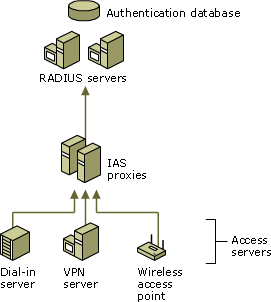 Authentication database
RADIUS servers
IAS
proxies
Dial-in
server
VPN
server
Wireless
access
point
Access
servers